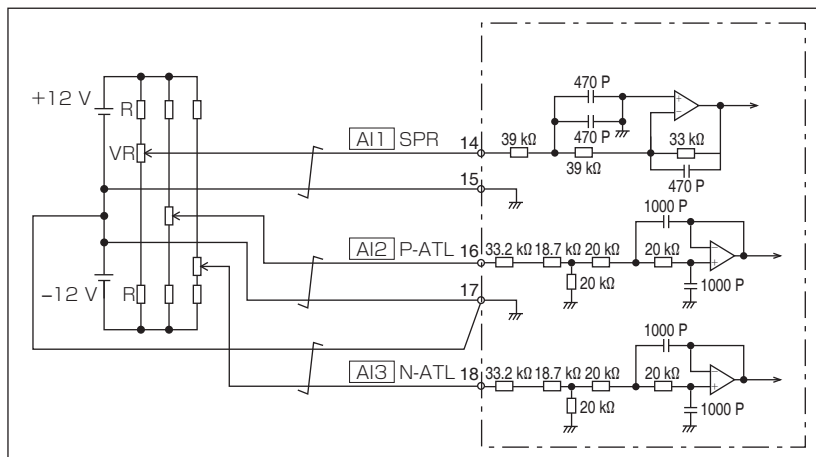 +12 V
R
VR
-12 V
R
AI1 SPR
14
15
AI2 P-ATL
16
17
AI3 N-ATL
18
39 kΩ
470 P
470 P
39 kΩ
33 kΩ
470 P
+
−
33.2 kΩ
18.7 kΩ
20 kΩ
20 kΩ
1000 P
20 kΩ
1000 P
−
+
33.2 kΩ
18.7 kΩ
20 kΩ
20 kΩ
1000 P
20 kΩ
1000 P
−
+